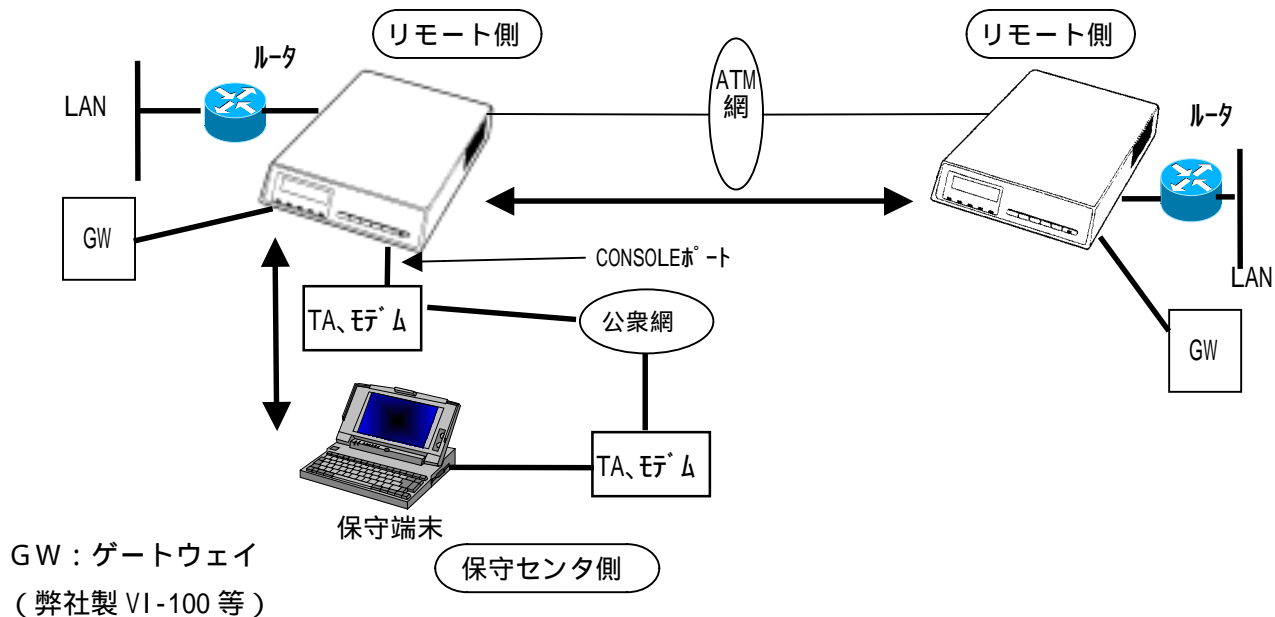 リモート側
リモート側
ルータ
LAN
ATM
網
ルータ
GW
CONSOLEポート
LAN
TA、モデム
公衆網
GW
TA、モデム
保守端末
保守センタ側
GW：ゲートウェイ
（弊社製 VI-100 等）